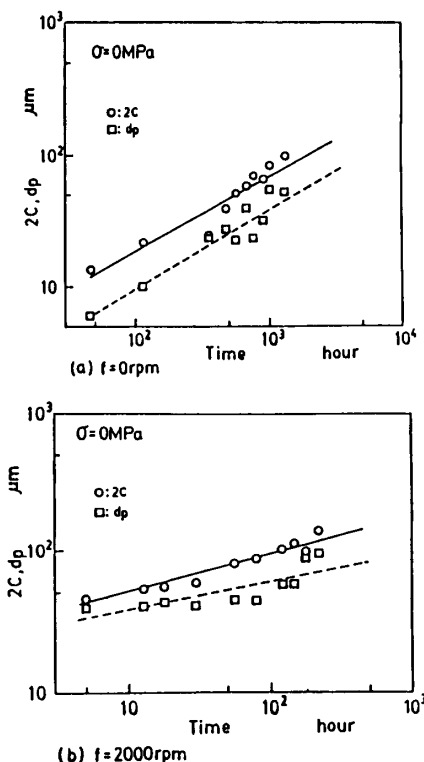 10³
σ=0MPa
μm
○:2C
□:dp
10²
2C,dp
10
10² 10³ 10⁴
Time hour
(a) f=0rpm
10³
σ=0MPa
μm
○:2C
□:dp
10²
2C,dp
10
10 10² 10³
Time hour
(b) f=2000rpm